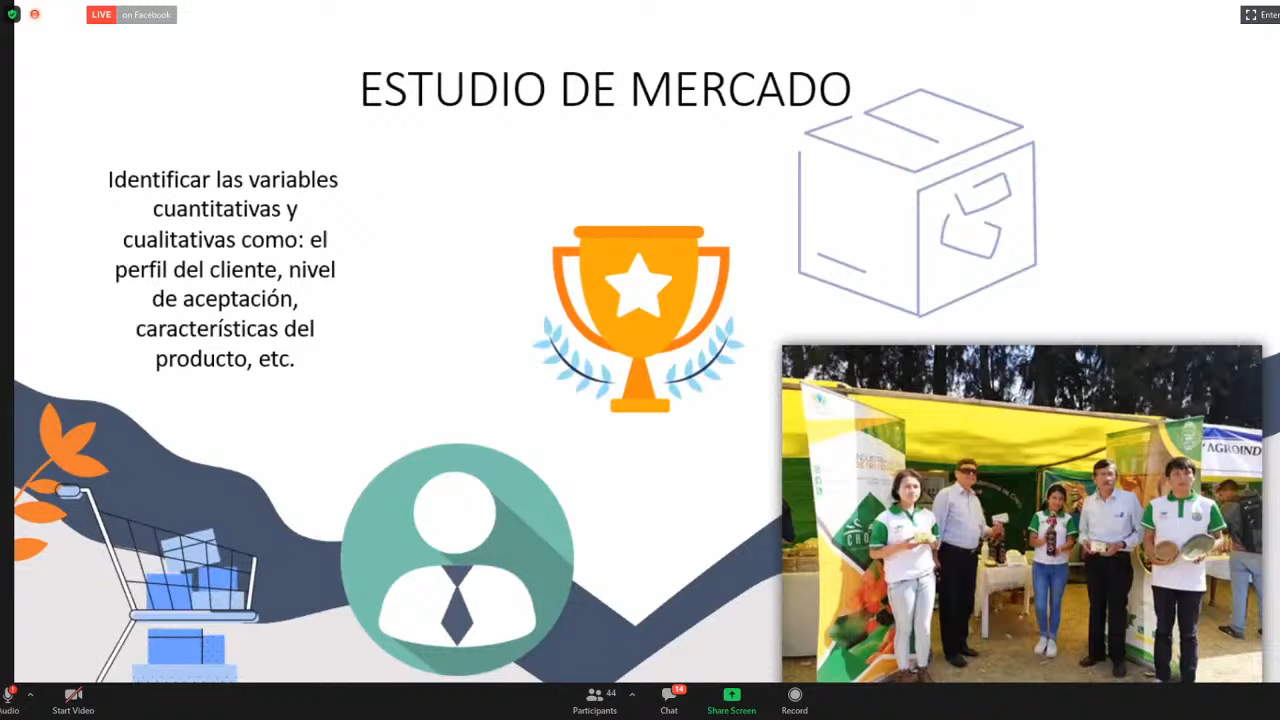 LIVE on Facebook
Enter
ESTUDIO DE MERCADO
Identificar las variables
cuantitativas y
cualitativas como: el
perfil del cliente, nivel
de aceptación,
características del
producto, etc.
AGROIND
Audio
Start Video
44
Participants
14
Chat
Share Screen
Record